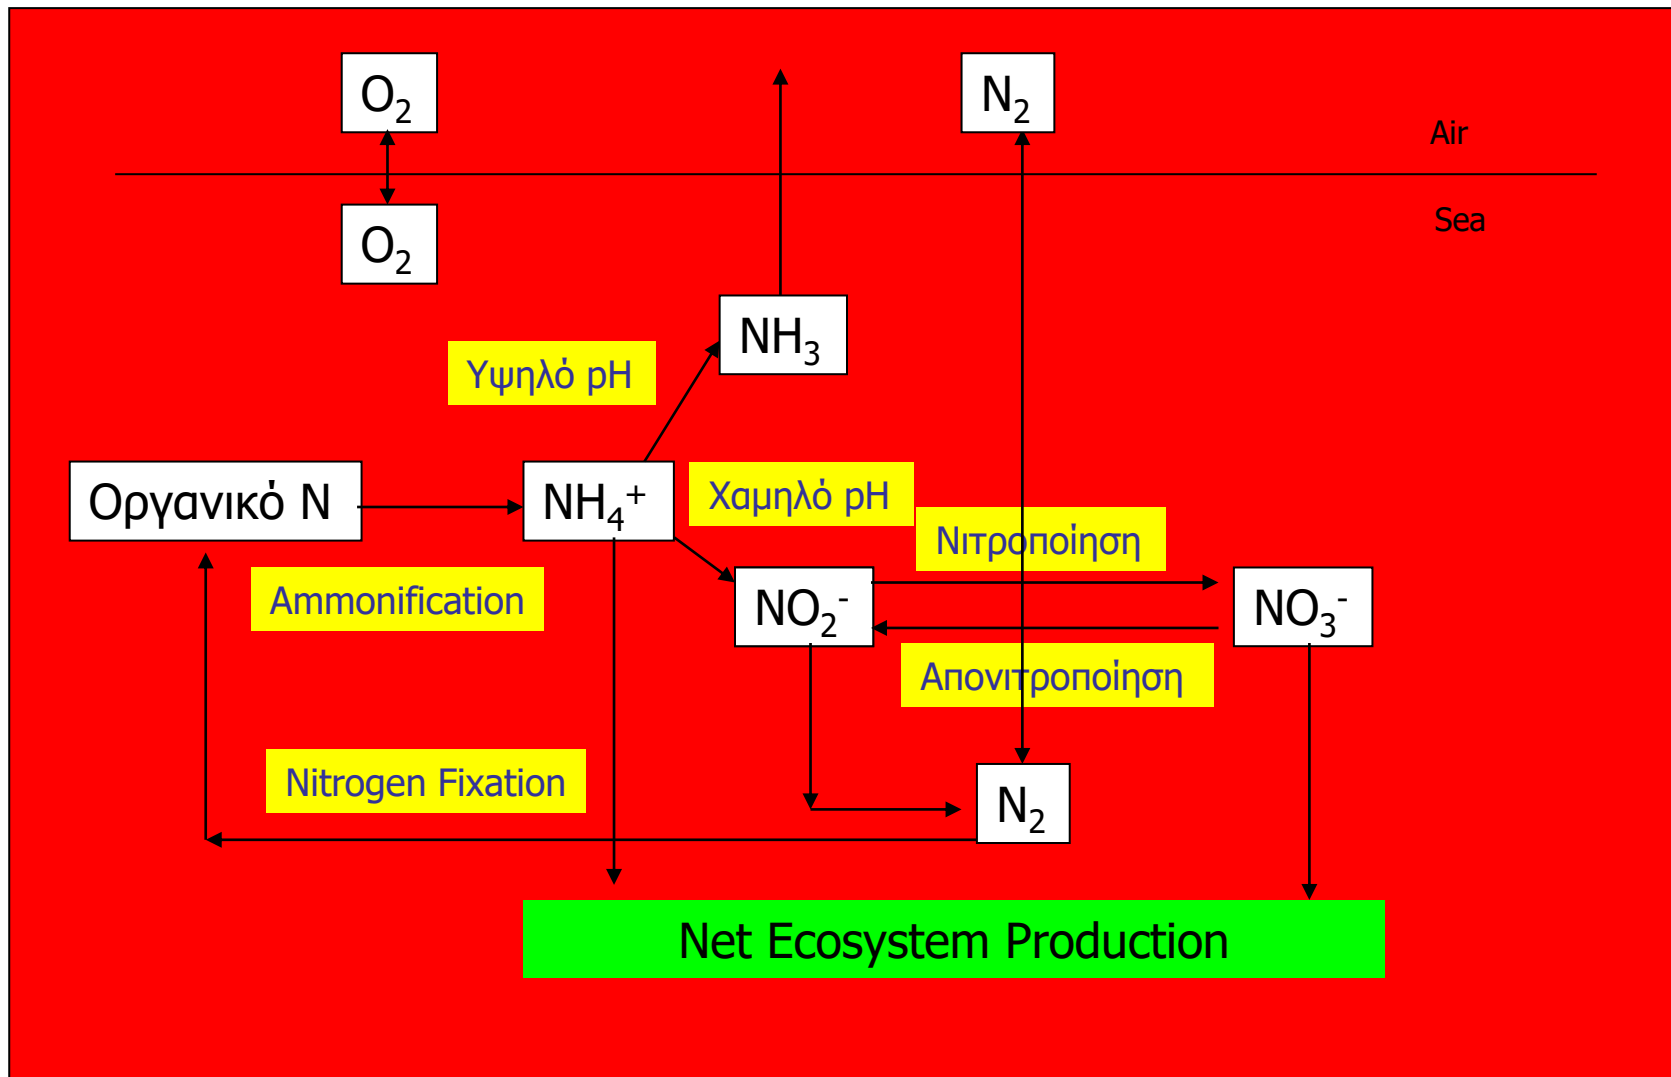 O₂
N₂
Air
Sea
O₂
NH₃
Υψηλό pH
Οργανικό Ν
NH₄⁺
Χαμηλό pH
Νιτροποίηση
Ammonification
NO₂⁻
NO₃⁻
Απονιτροποίηση
Nitrogen Fixation
N₂
Net Ecosystem Production